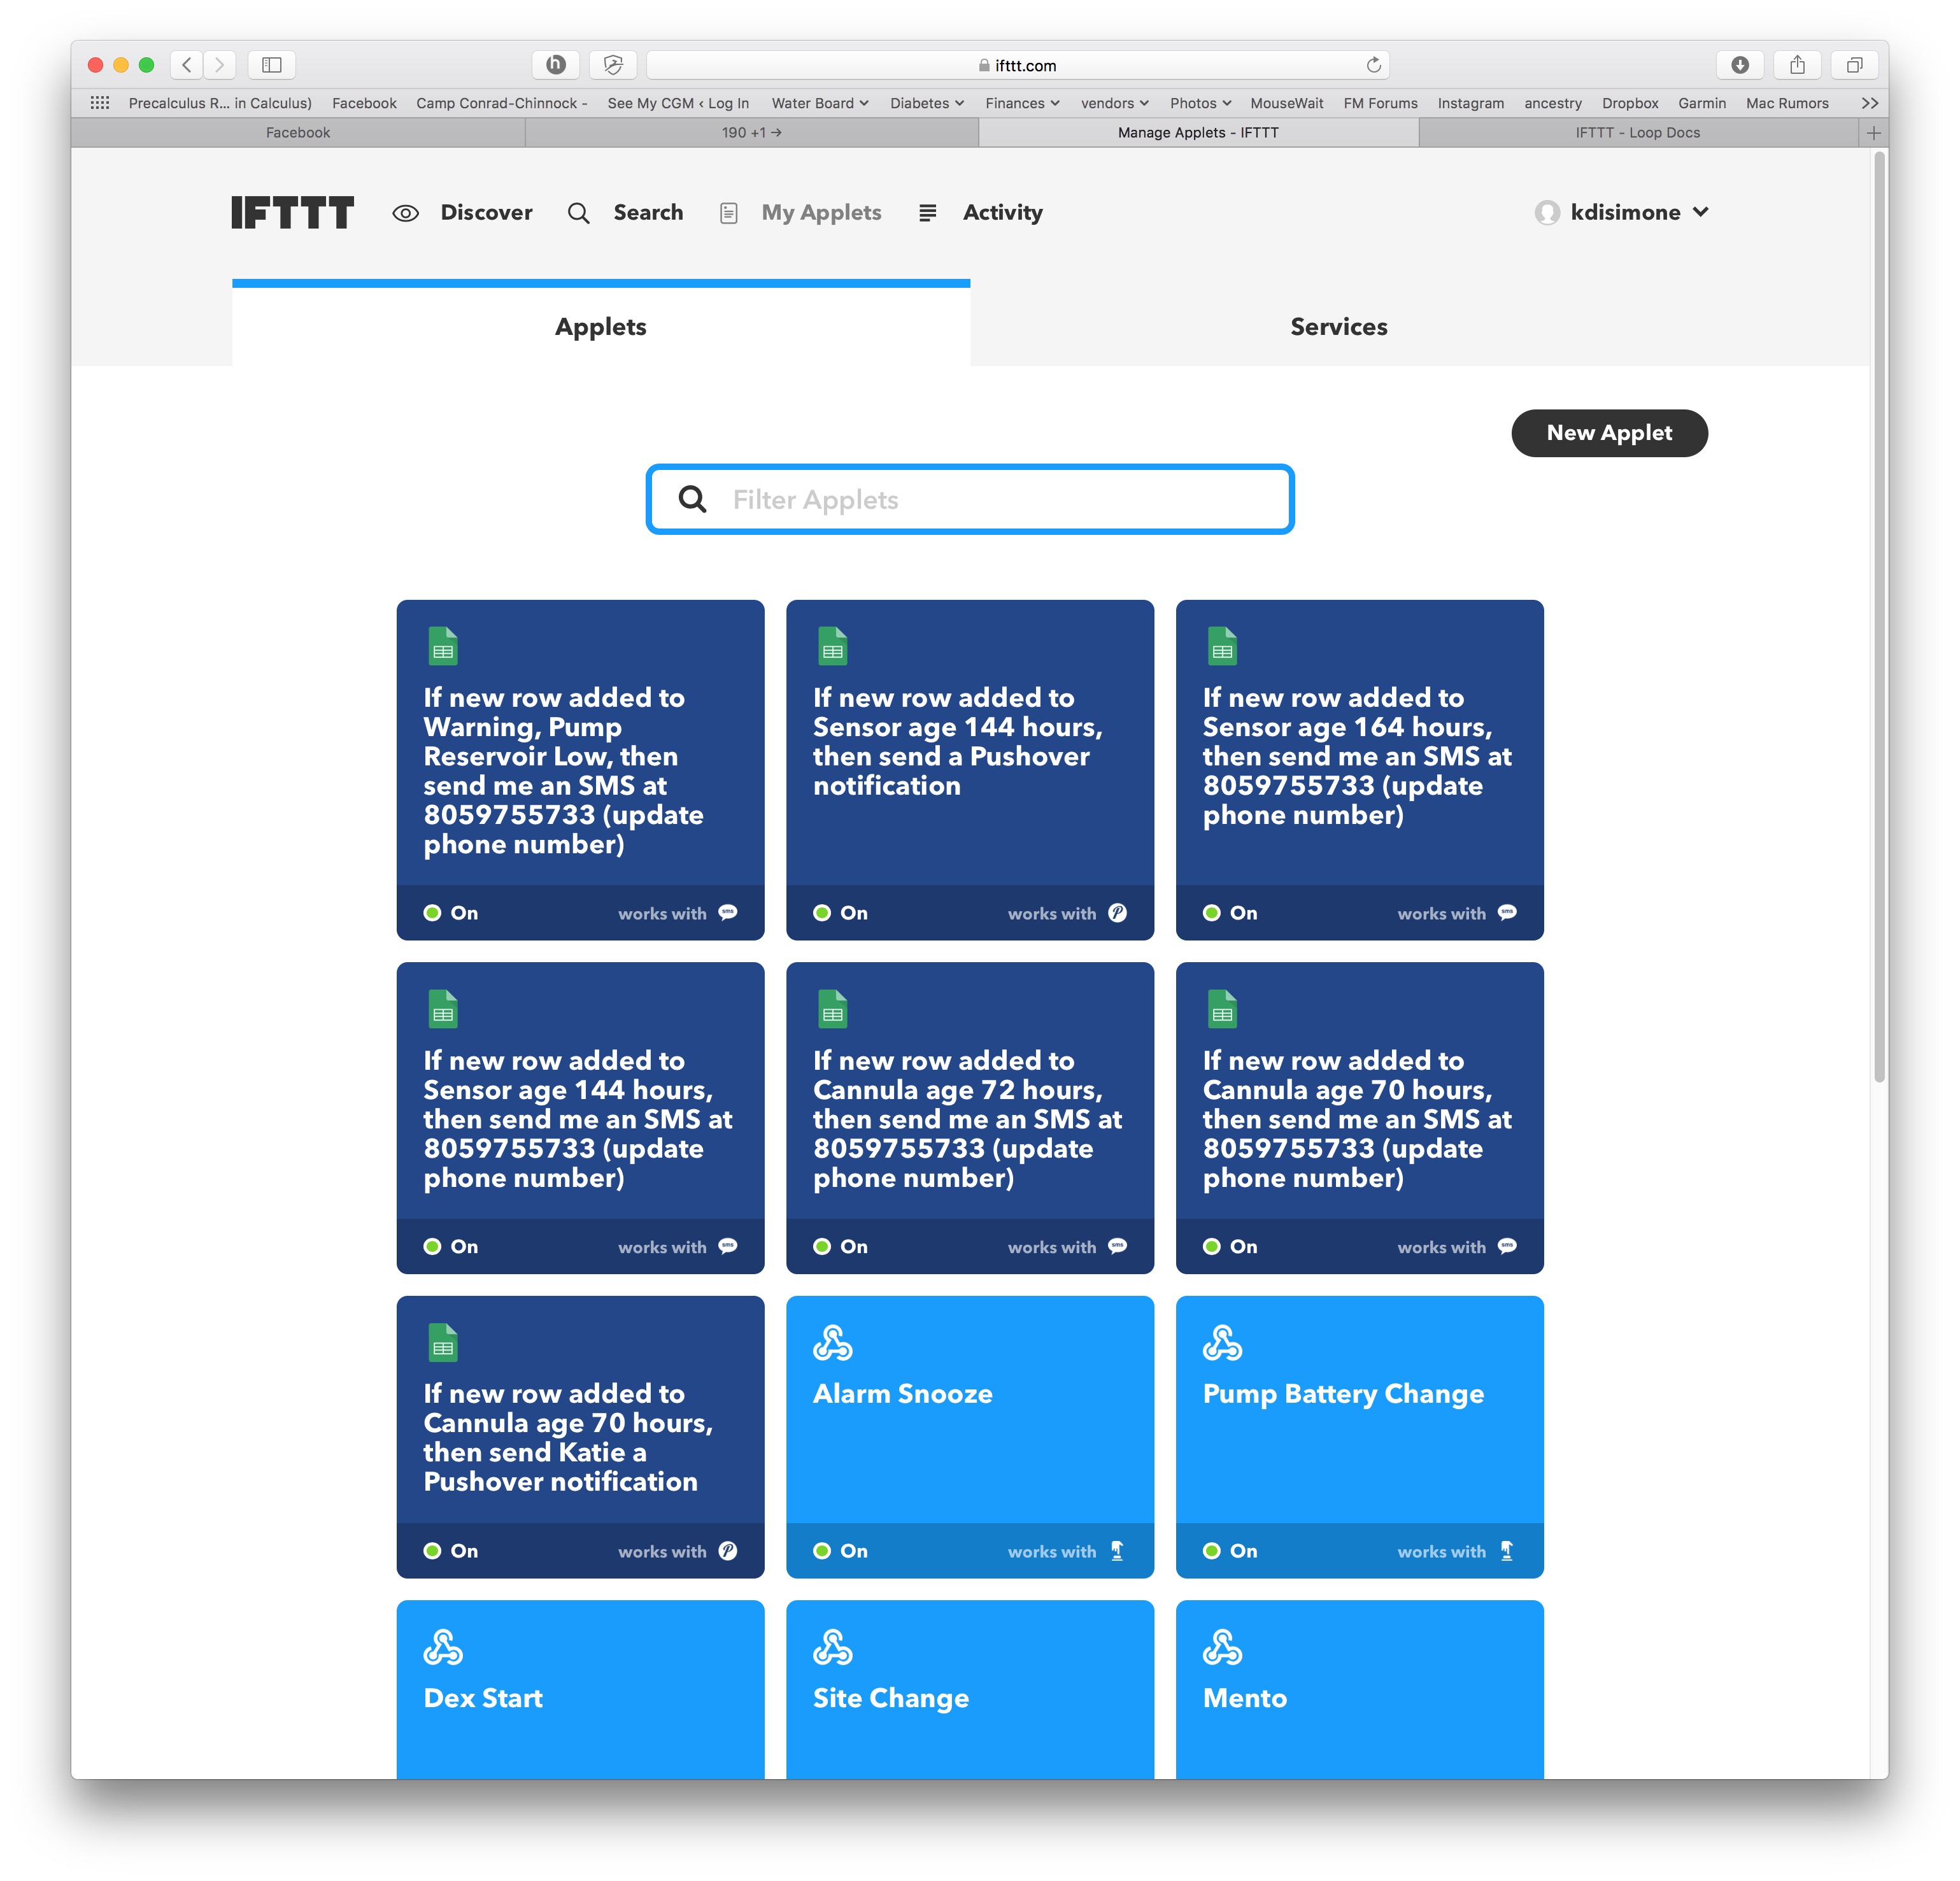 ifttt.com
Precalculus R... in Calculus) Facebook Camp Conrad-Chinnock - See My CGM ‹ Log In Water Board Diabetes Finances vendors Photos MouseWait FM Forums Instagram ancestry Dropbox Garmin Mac Rumors
Facebook 190 +1 → Manage Applets - IFTTT IFTTT - Loop Docs
IFTTT Discover Search My Applets Activity kdisimone
Applets Services
New Applet
Filter Applets
If new row added to
Warning, Pump
Reservoir Low, then
send me an SMS at
8059755733 (update
phone number)
On works with sms
If new row added to
Sensor age 144 hours,
then send a Pushover
notification
On works with
If new row added to
Sensor age 164 hours,
then send me an SMS at
8059755733 (update
phone number)
On works with sms
If new row added to
Sensor age 144 hours,
then send me an SMS at
8059755733 (update
phone number)
On works with sms
If new row added to
Cannula age 72 hours,
then send me an SMS at
8059755733 (update
phone number)
On works with sms
If new row added to
Cannula age 70 hours,
then send me an SMS at
8059755733 (update
phone number)
On works with sms
If new row added to
Cannula age 70 hours,
then send Katie a
Pushover notification
On works with
Alarm Snooze
On works with
Pump Battery Change
On works with
Dex Start
Site Change
Mento